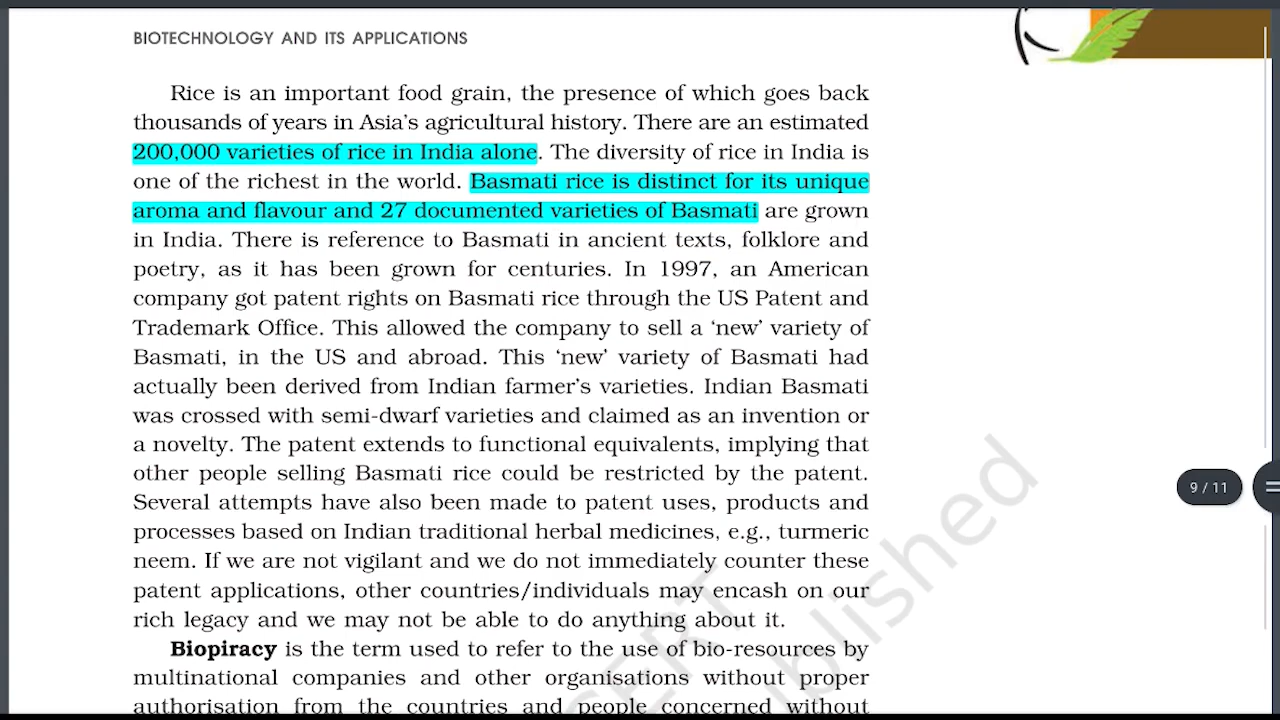 BIOTECHNOLOGY AND ITS APPLICATIONS
Rice is an important food grain, the presence of which goes back
thousands of years in Asia's agricultural history. There are an estimated
200,000 varieties of rice in India alone. The diversity of rice in India is
one of the richest in the world. Basmati rice is distinct for its unique
aroma and flavour and 27 documented varieties of Basmati are grown
in India. There is reference to Basmati in ancient texts, folklore and
poetry, as it has been grown for centuries. In 1997, an American
company got patent rights on Basmati rice through the US Patent and
Trademark Office. This allowed the company to sell a ‘new’ variety of
Basmati, in the US and abroad. This ‘new’ variety of Basmati had
actually been derived from Indian farmer's varieties. Indian Basmati
was crossed with semi-dwarf varieties and claimed as an invention or
a novelty. The patent extends to functional equivalents, implying that
other people selling Basmati rice could be restricted by the patent.
Several attempts have also been made to patent uses, products and
processes based on Indian traditional herbal medicines, e.g., turmeric
neem. If we are not vigilant and we do not immediately counter these
patent applications, other countries/individuals may encash on our
rich legacy and we may not be able to do anything about it.
Biopiracy is the term used to refer to the use of bio-resources by
multinational companies and other organisations without proper
authorisation from the countries and people concerned without
9 / 11